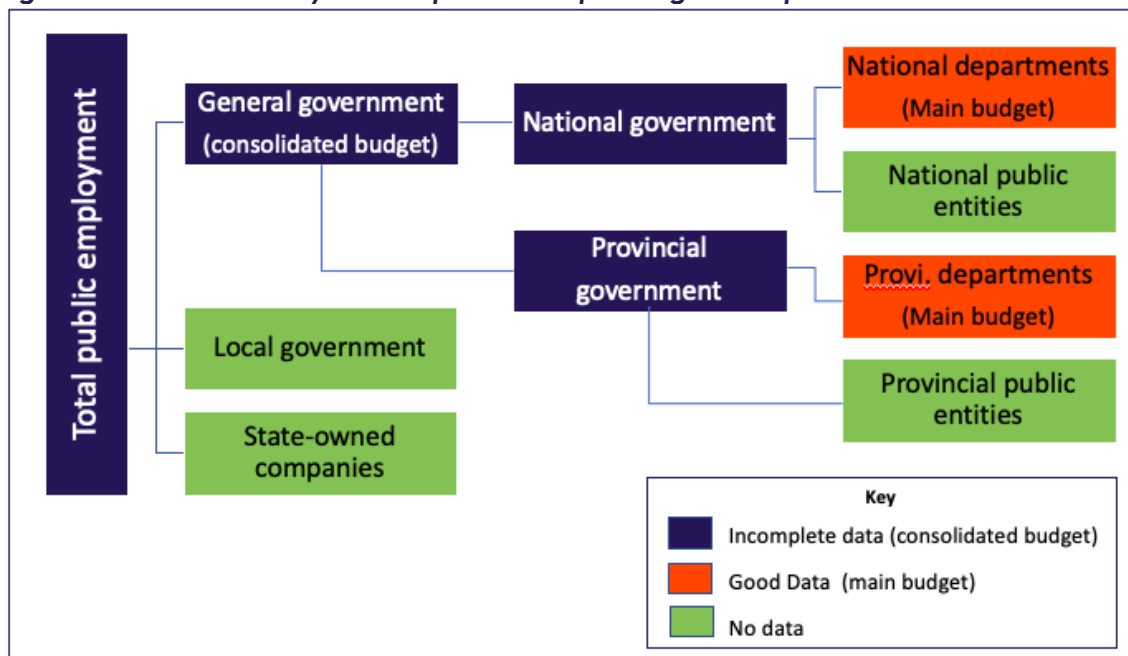 Total public employment
General government
(consolidated budget)
National government
National departments
(Main budget)
National public
entities
Provincial
government
Provi. departments
(Main budget)
Provincial public
entities
Local government
State-owned
companies
Key
Incomplete data (consolidated budget)
Good Data (main budget)
No data